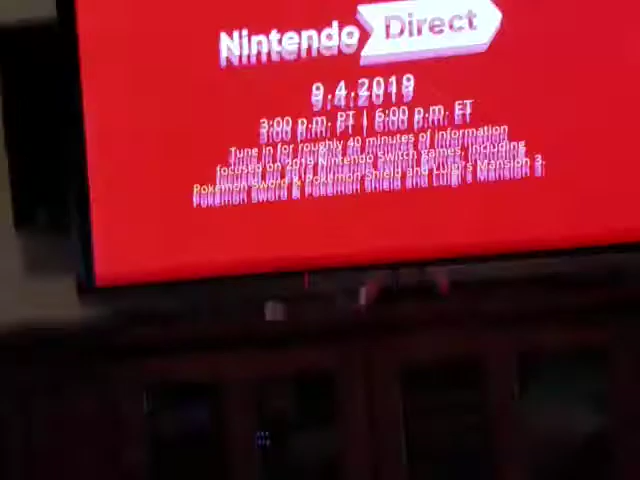 Nintendo Direct
9.4.2019
3:00 p.m. PT | 6:00 p.m. ET
Tune in for roughly 40 minutes of information
focused on 2019 Nintendo Switch games, including
Pokémon Sword & Pokémon Shield and Luigi's Mansion 3.